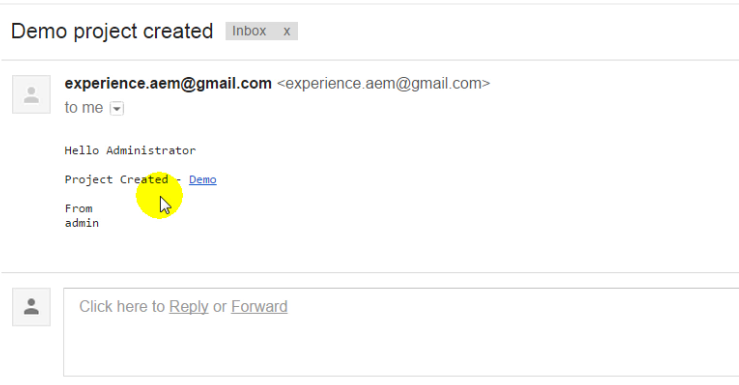 Demo project created Inbox x
experience.aem@gmail.com <experience.aem@gmail.com>
to me
Hello Administrator
Project Created - Demo
From
admin
Click here to Reply or Forward